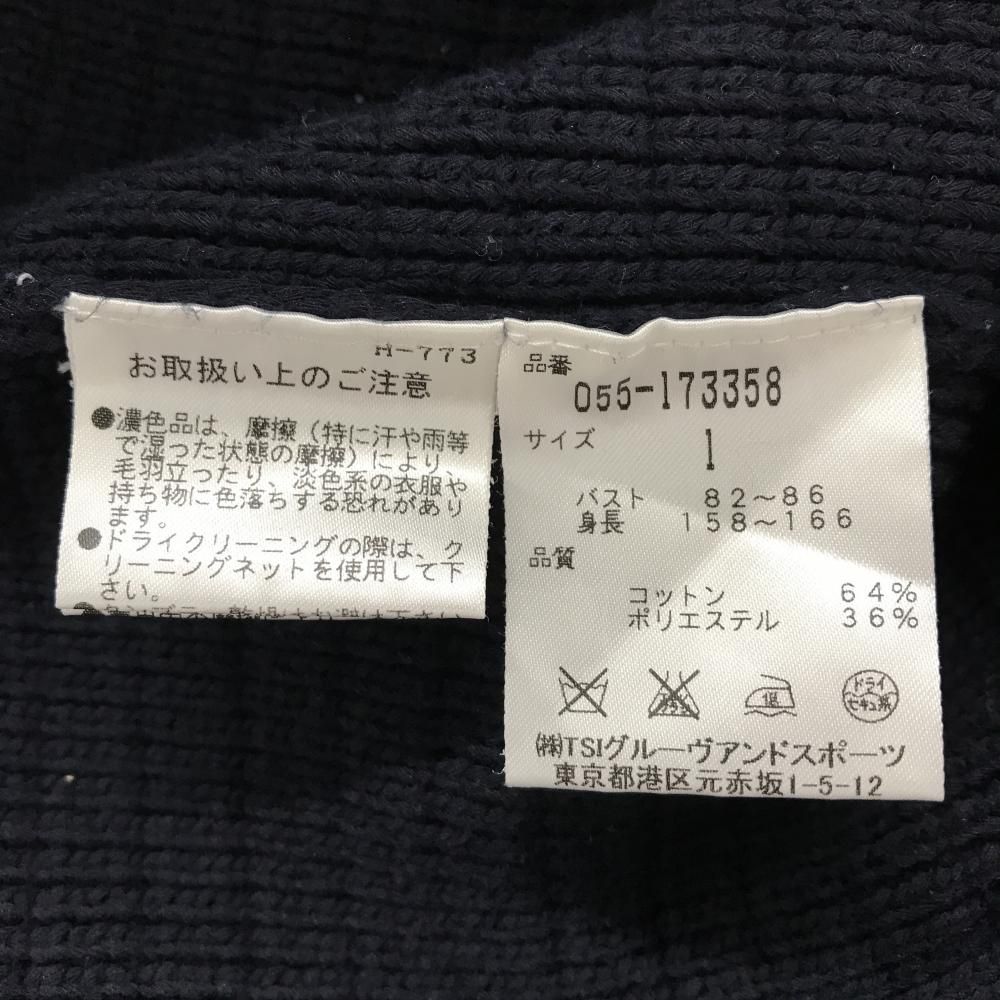 H-773
お取扱い上のご注意
●濃色品は、摩擦（特に汗や雨等
で湿った状態の摩擦）により、
毛羽立ったり、淡色系の衣服や
持ち物に色落ちする恐れがあり
ます。
●ドライクリーニングの際は、ク
リーニングネットを使用して下
さい。
品番
055-173358
サイズ
1
バスト 82～86
身長 158～166
品質
コットン 64%
ポリエステル 36%
低
ドライ
セキユ系
㈱TSIグルーヴアンドスポーツ
東京都港区元赤坂1-5-12